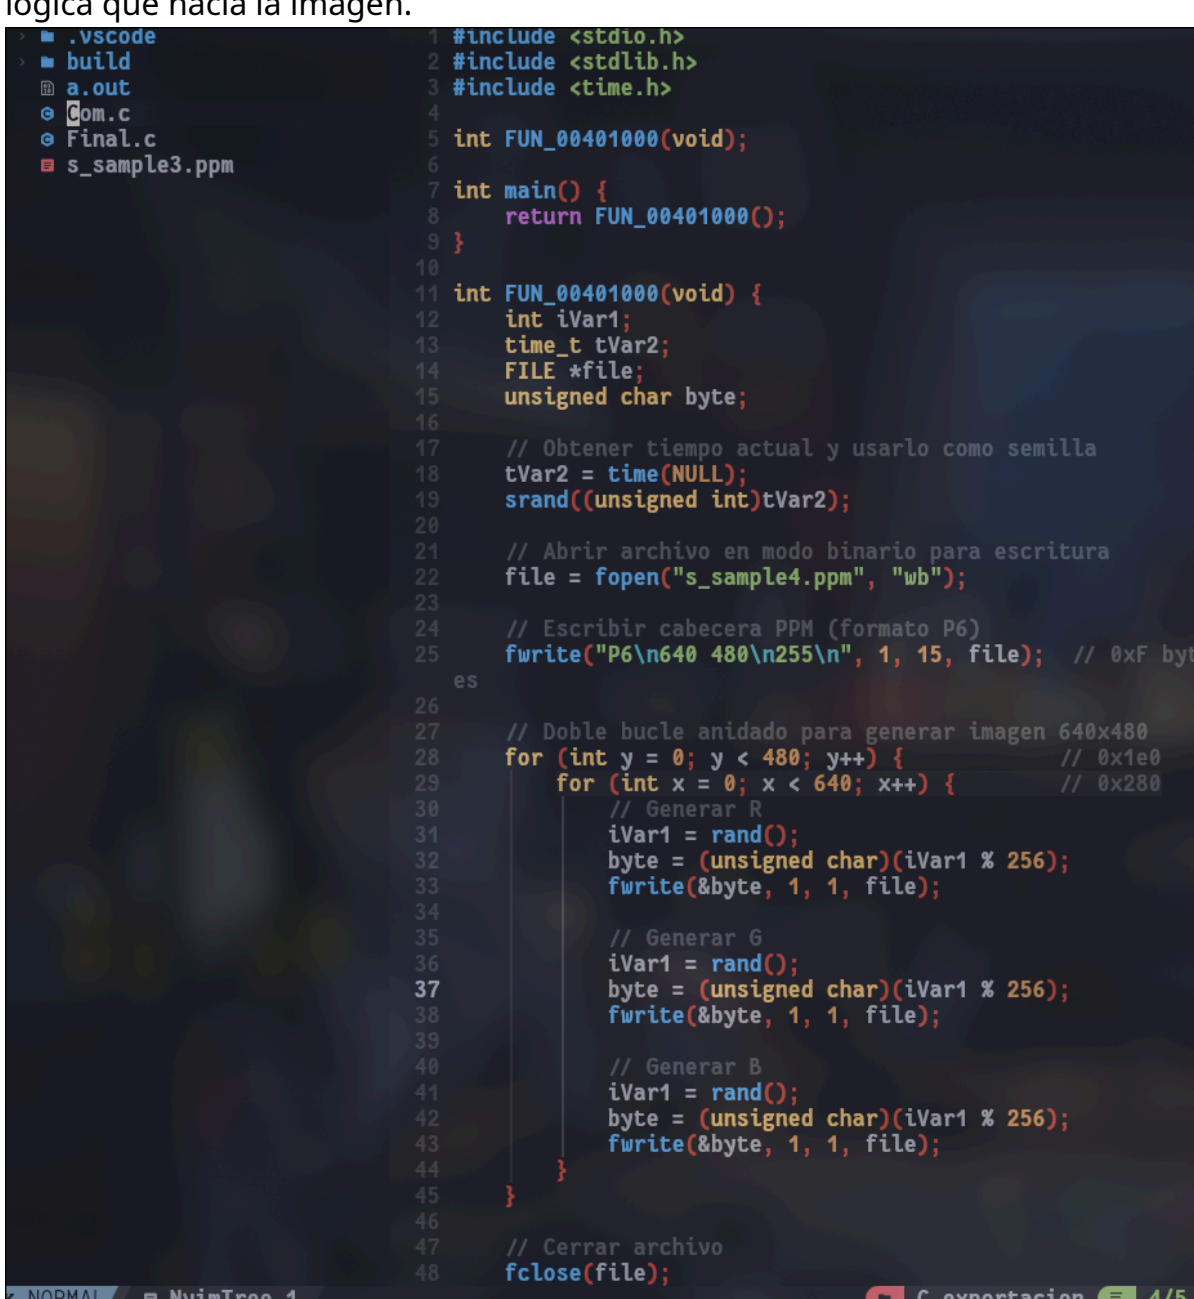 lógica que hacía la imagen.
.vscode
build
a.out
Com.c
Final.c
s_sample3.ppm
1 #include <stdio.h>
2 #include <stdlib.h>
3 #include <time.h>
4
5 int FUN_00401000(void);
6
7 int main() {
8     return FUN_00401000();
9 }
10
11 int FUN_00401000(void) {
12     int iVar1;
13     time_t tVar2;
14     FILE *file;
15     unsigned char byte;
16
17     // Obtener tiempo actual y usarlo como semilla
18     tVar2 = time(NULL);
19     srand((unsigned int)tVar2);
20
21     // Abrir archivo en modo binario para escritura
22     file = fopen("s_sample4.ppm", "wb");
23
24     // Escribir cabecera PPM (formato P6)
25     fwrite("P6\n640 480\n255\n", 1, 15, file);  // 0xF byt
es
26
27     // Doble bucle anidado para generar imagen 640x480
28     for (int y = 0; y < 480; y++) {            // 0x1e0
29         for (int x = 0; x < 640; x++) {        // 0x280
30             // Generar R
31             iVar1 = rand();
32             byte = (unsigned char)(iVar1 % 256);
33             fwrite(&byte, 1, 1, file);
34
35             // Generar G
36             iVar1 = rand();
37             byte = (unsigned char)(iVar1 % 256);
38             fwrite(&byte, 1, 1, file);
39
40             // Generar B
41             iVar1 = rand();
42             byte = (unsigned char)(iVar1 % 256);
43             fwrite(&byte, 1, 1, file);
44         }
45     }
46
47     // Cerrar archivo
48     fclose(file);
NORMAL NvimTree_1 C exportacion 4/5